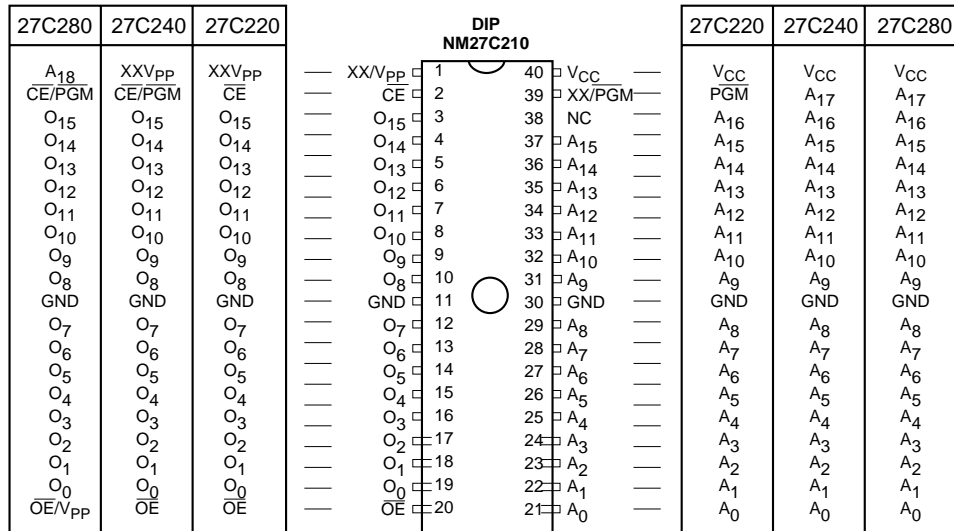 27C280 27C240 27C220 DIP 27C220 27C240 27C280
NM27C210
A18 XXVPP XXVPP XX/VPP 1 40 VCC VCC VCC VCC
CE/PGM CE/PGM CE CE 2 39 XX/PGM PGM A17 A17
O15 O15 O15 O15 3 38 NC A16 A16 A16
O14 O14 O14 O14 4 37 A15 A15 A15 A15
O13 O13 O13 O13 5 36 A14 A14 A14 A14
O12 O12 O12 O12 6 35 A13 A13 A13 A13
O11 O11 O11 O11 7 34 A12 A12 A12 A12
O10 O10 O10 O10 8 33 A11 A11 A11 A11
O9 O9 O9 O9 9 32 A10 A10 A10 A10
O8 O8 O8 O8 10 31 A9 A9 A9 A9
GND GND GND GND 11 30 GND GND GND GND
O7 O7 O7 O7 12 29 A8 A8 A8 A8
O6 O6 O6 O6 13 28 A7 A7 A7 A7
O5 O5 O5 O5 14 27 A6 A6 A6 A6
O4 O4 O4 O4 15 26 A5 A5 A5 A5
O3 O3 O3 O3 16 25 A4 A4 A4 A4
O2 O2 O2 O2 17 24 A3 A3 A3 A3
O1 O1 O1 O1 18 23 A2 A2 A2 A2
O0 O0 O0 O0 19 22 A1 A1 A1 A1
OE/VPP OE OE OE 20 21 A0 A0 A0 A0